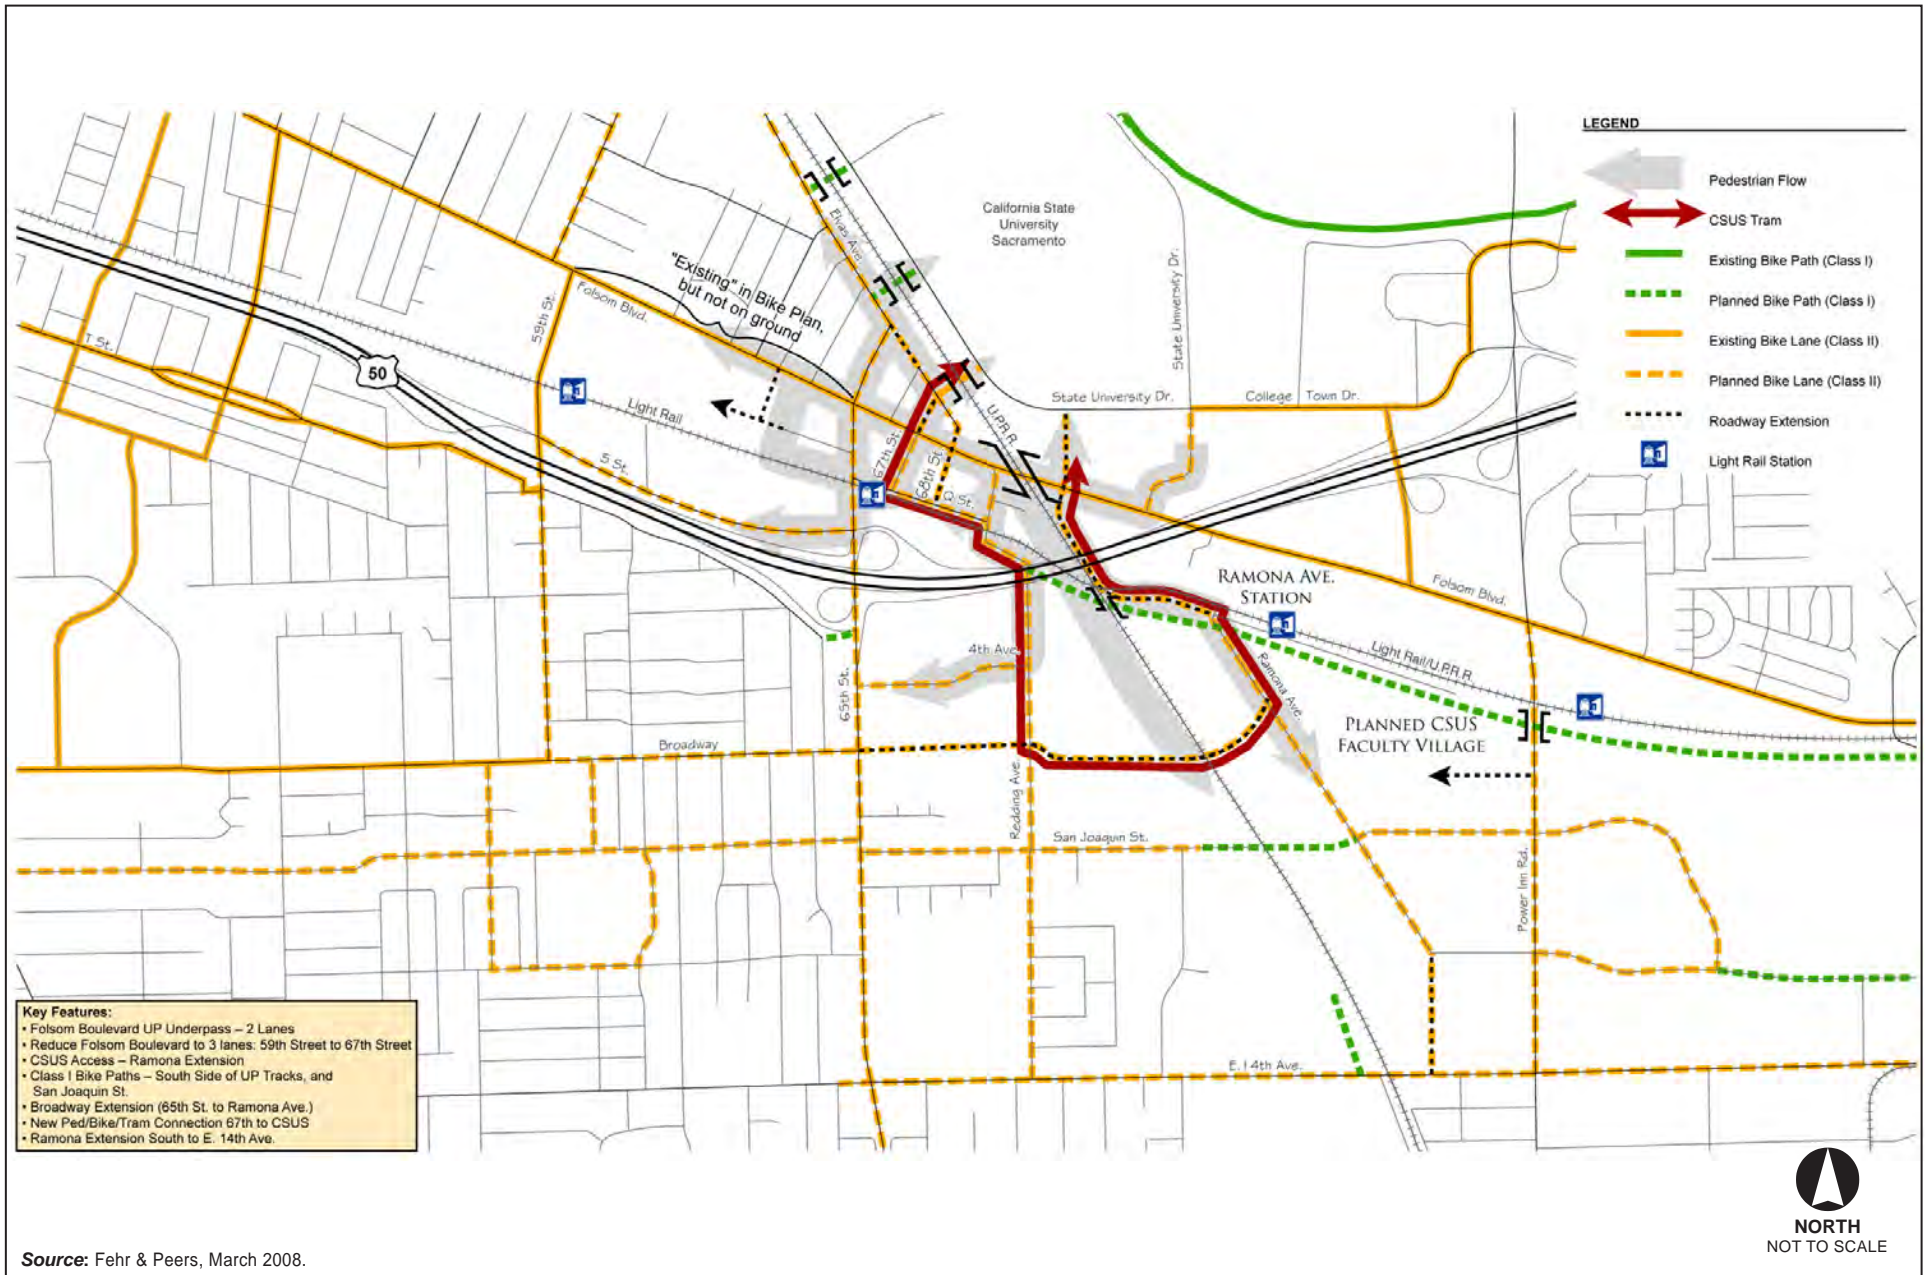 LEGEND
Pedestrian Flow
CSUS Tram
Existing Bike Path (Class I)
Planned Bike Path (Class I)
Existing Bike Lane (Class II)
Planned Bike Lane (Class II)
Roadway Extension
Light Rail Station
California State
University
Sacramento
Elvas Ave.
State University Dr.
"Existing" in Bike Plan,
but not on ground
Folsom Blvd.
59th St.
T St.
50
Light Rail
S St.
67th St.
68th St.
Q St.
U.P.R.R.
State University Dr.
College Town Dr.
RAMONA AVE.
STATION
Folsom Blvd.
Light Rail/U.P.R.R.
Ramona Ave.
4th Ave.
65th St.
Broadway
PLANNED CSUS
FACULTY VILLAGE
Redding Ave.
San Joaquin St.
Power Inn Rd.
E.14th Ave.
Key Features:
• Folsom Boulevard UP Underpass – 2 Lanes
• Reduce Folsom Boulevard to 3 lanes: 59th Street to 67th Street
• CSUS Access – Ramona Extension
• Class I Bike Paths – South Side of UP Tracks, and
San Joaquin St.
• Broadway Extension (65th St. to Ramona Ave.)
• New Ped/Bike/Tram Connection 67th to CSUS
• Ramona Extension South to E. 14th Ave.
NORTH
NOT TO SCALE
Source: Fehr & Peers, March 2008.